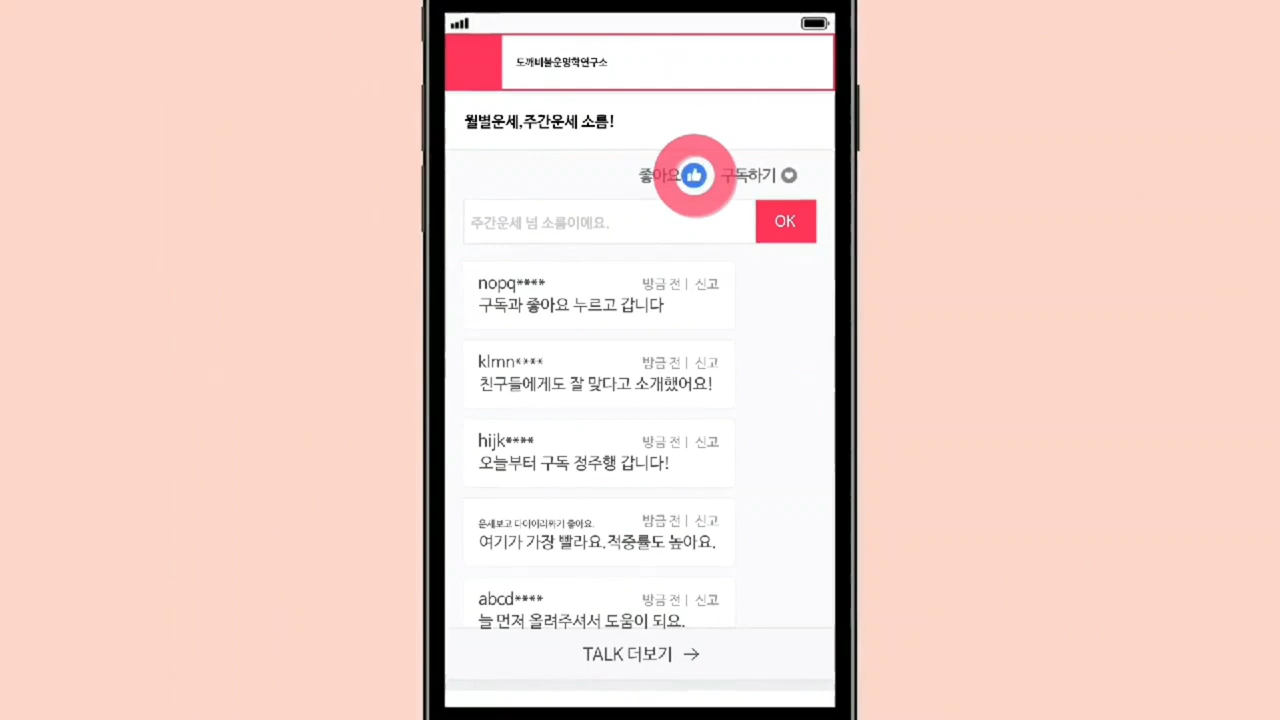 도깨비불운명학연구소
월별운세,주간운세 소름!
좋아요 구독하기
주간운세 넘 소름이예요.
OK
nopq**** 방금 전 | 신고
구독과 좋아요 누르고 갑니다
klmn**** 방금 전 | 신고
친구들에게도 잘 맞다고 소개했어요!
hijk**** 방금 전 | 신고
오늘부터 구독 정주행 갑니다!
운세보고 다이어리짜기 좋아요. 방금 전 | 신고
여기가 가장 빨라요.적중률도 높아요.
abcd**** 방금 전 | 신고
늘 먼저 올려주셔서 도움이 되요.
TALK 더보기 →